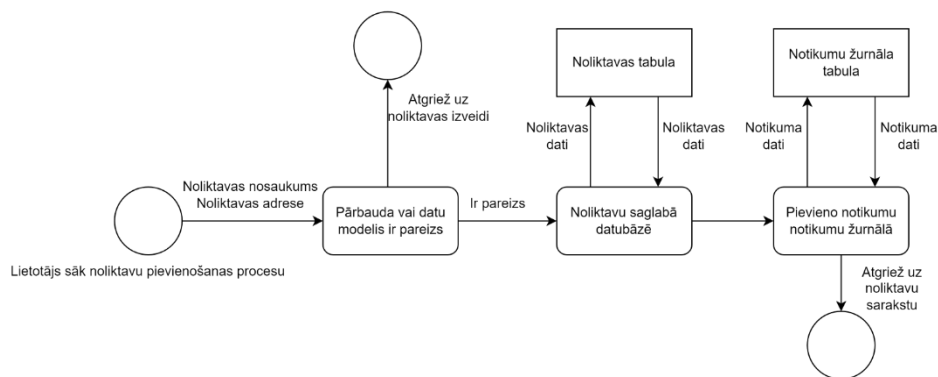 Noliktavas tabula
Notikumu žurnāla
tabula
Atgriež uz
noliktavas izveidi
Noliktavas
dati
Noliktavas
dati
Notikuma
dati
Notikuma
dati
Noliktavas nosaukums
Noliktavas adrese
Pārbauda vai datu
modelis ir pareizs
Ir pareizs
Noliktavu saglabā
datubāzē
Pievieno notikumu
notikumu žurnālā
Lietotājs sāk noliktavu pievienošanas procesu
Atgriež uz
noliktavu
sarakstu